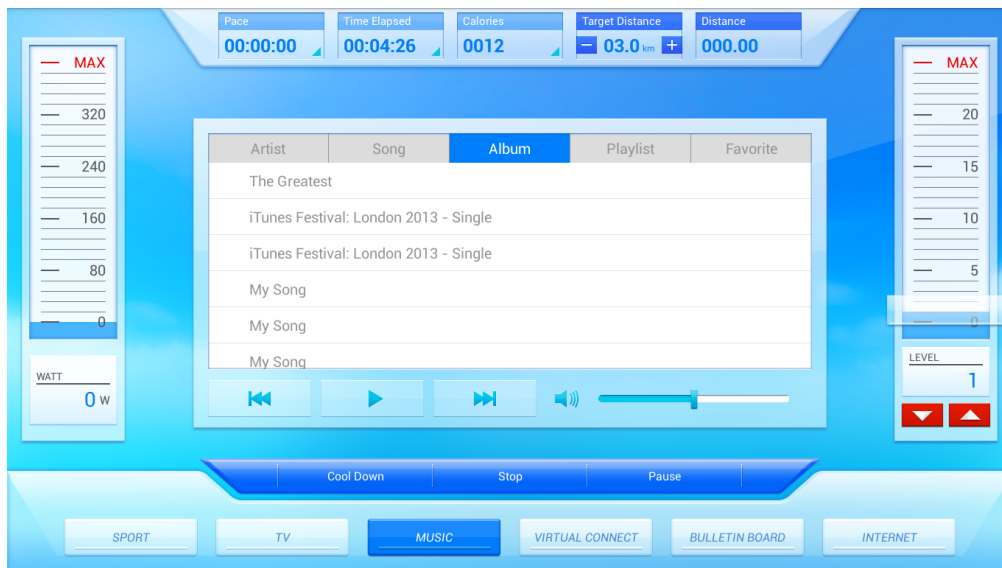 Pace
Time Elapsed
Calories
Target Distance
Distance
00:00:00
00:04:26
0012
03.0 km
000.00
MAX
320
240
160
80
0
WATT
0 W
Artist
Song
Album
Playlist
Favorite
The Greatest
iTunes Festival: London 2013 - Single
iTunes Festival: London 2013 - Single
My Song
My Song
My Song
MAX
20
15
10
5
0
LEVEL
1
Cool Down
Stop
Pause
SPORT
TV
MUSIC
VIRTUAL CONNECT
BULLETIN BOARD
INTERNET